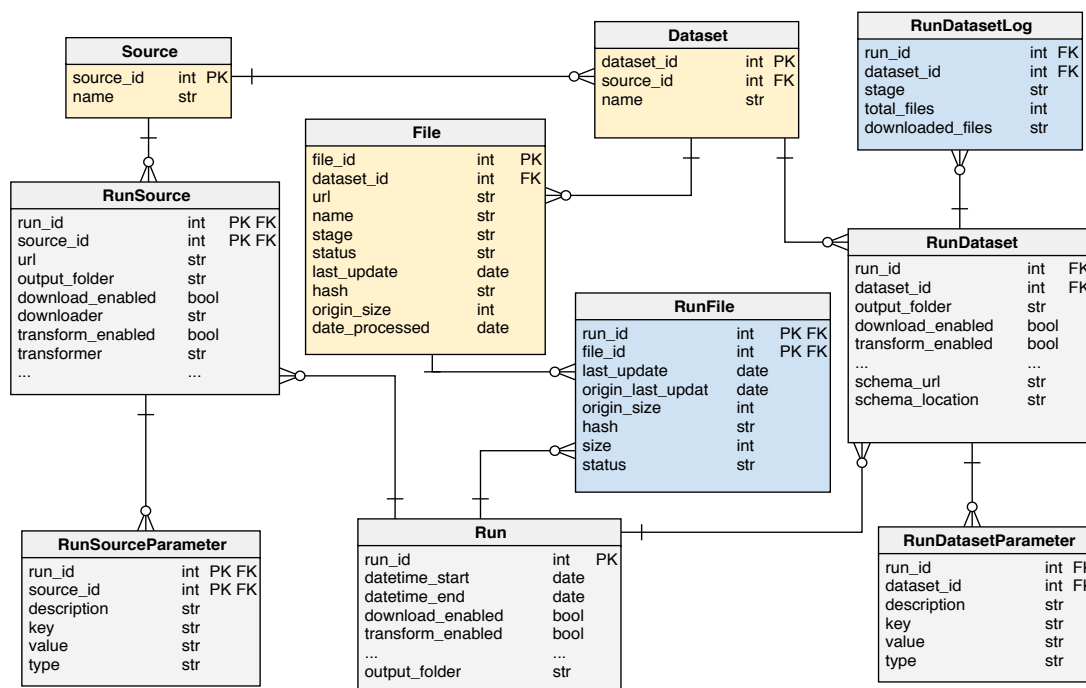 Source
source_id int PK
name str
Dataset
dataset_id int PK
source_id int FK
name str
RunDatasetLog
run_id int FK
dataset_id int FK
stage str
total_files int
downloaded_files str
File
file_id int PK
dataset_id int FK
url str
name str
stage str
status str
last_update date
hash str
origin_size int
date_processed date
RunSource
run_id int PK FK
source_id int PK FK
url str
output_folder str
download_enabled bool
downloader str
transform_enabled bool
transformer str
... ...
RunDataset
run_id int FK
dataset_id int FK
output_folder str
download_enabled bool
transform_enabled bool
... ...
schema_url str
schema_location str
RunFile
run_id int PK FK
file_id int PK FK
last_update date
origin_last_updat date
origin_size int
hash str
size int
status str
RunSourceParameter
run_id int PK FK
source_id int PK FK
description str
key str
value str
type str
Run
run_id int PK
datetime_start date
datetime_end date
download_enabled bool
transform_enabled bool
... ...
output_folder str
RunDatasetParameter
run_id int FK
dataset_id int FK
description str
key str
value str
type str